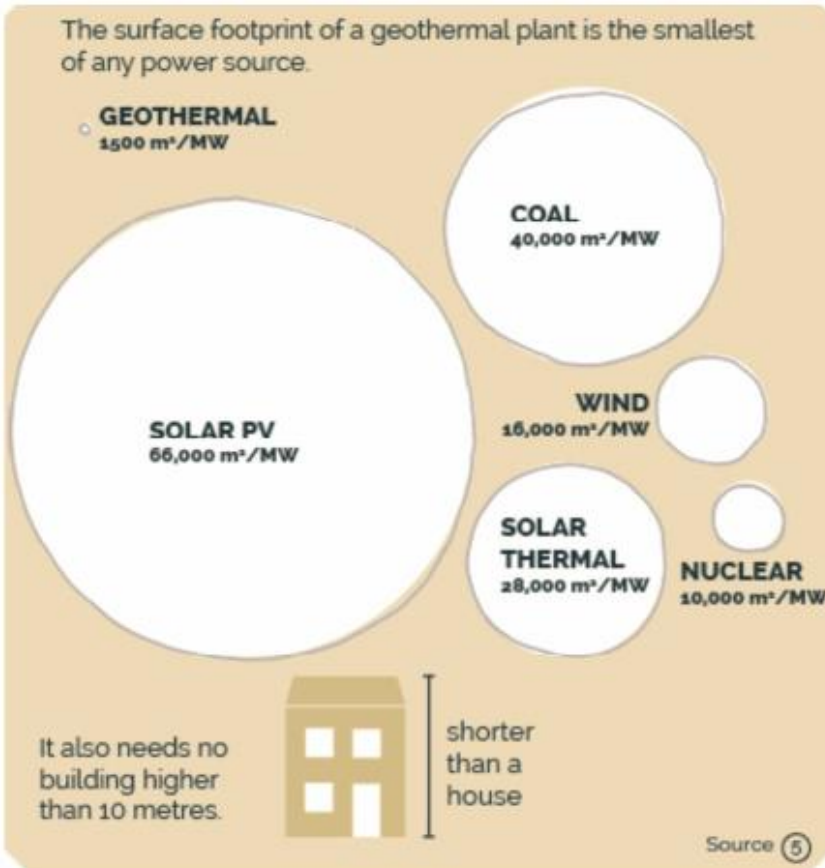 The surface footprint of a geothermal plant is the smallest
of any power source.
GEOTHERMAL
1500 m²/MW
COAL
40,000 m²/MW
SOLAR PV
66,000 m²/MW
WIND
16,000 m²/MW
SOLAR
THERMAL
28,000 m²/MW
NUCLEAR
10,000 m²/MW
It also needs no
building higher
than 10 metres.
shorter
than a
house
Source 5